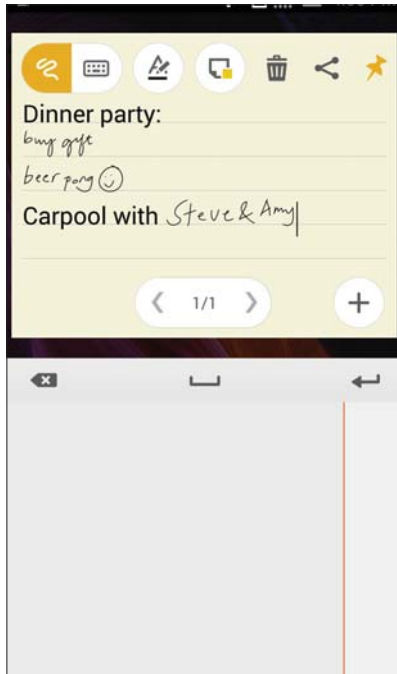 Dinner party:
buy gift
beer pong ☺
Carpool with Steve & Amy
1/1